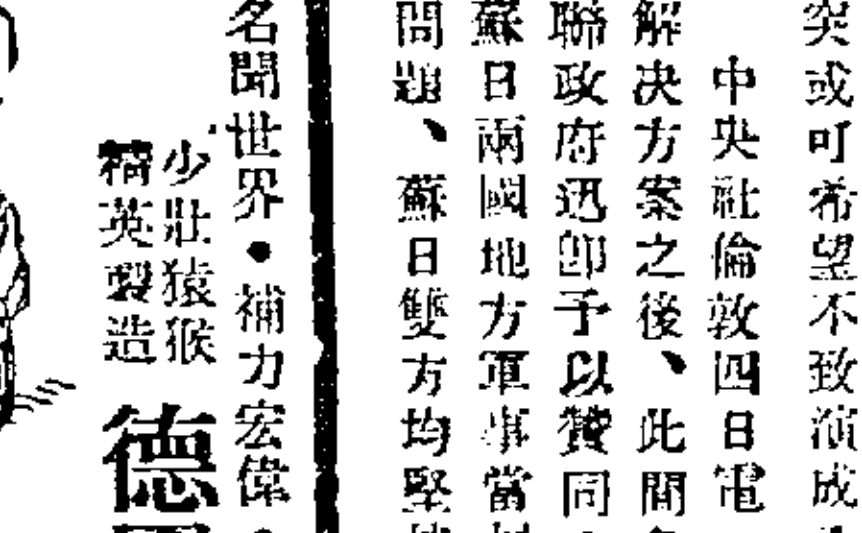 突或可希望不致演成
中央社倫敦四日電
解决方案之後、此間
聯政府迅卽予以贊同
蘇日兩國地方軍事當
問題、蘇日雙方均堅
名聞世界●補力宏偉
少壯猿猴
精英製造
德